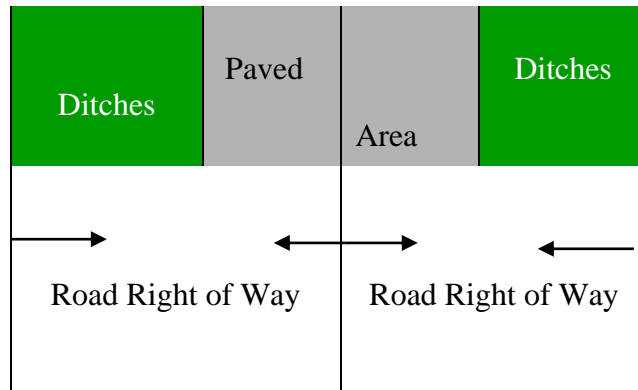 Paved
Ditches
Ditches
Area
Road Right of Way
Road Right of Way